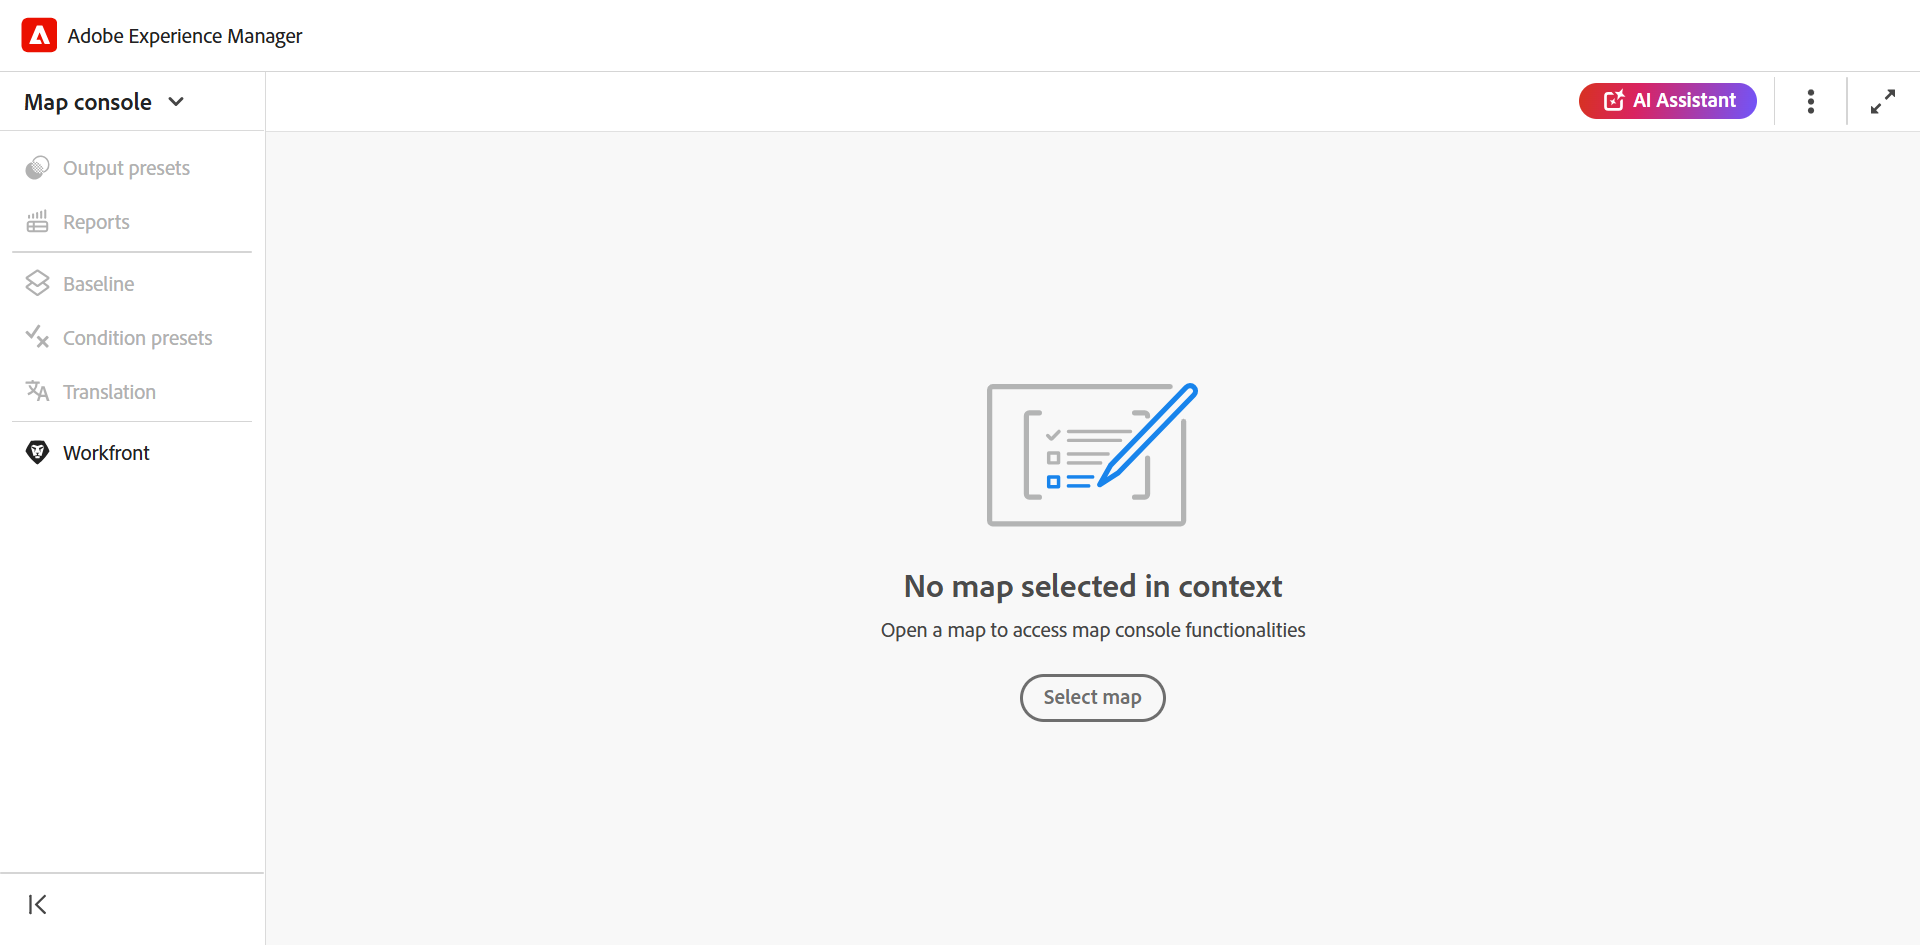 Adobe Experience Manager
Map console
AI Assistant
Output presets
Reports
Baseline
Condition presets
Translation
Workfront
No map selected in context
Open a map to access map console functionalities
Select map